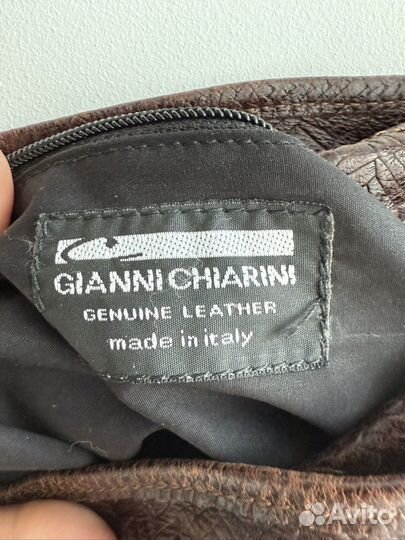 GIANNI CHIARINI
GENUINE LEATHER
made in italy
Avito